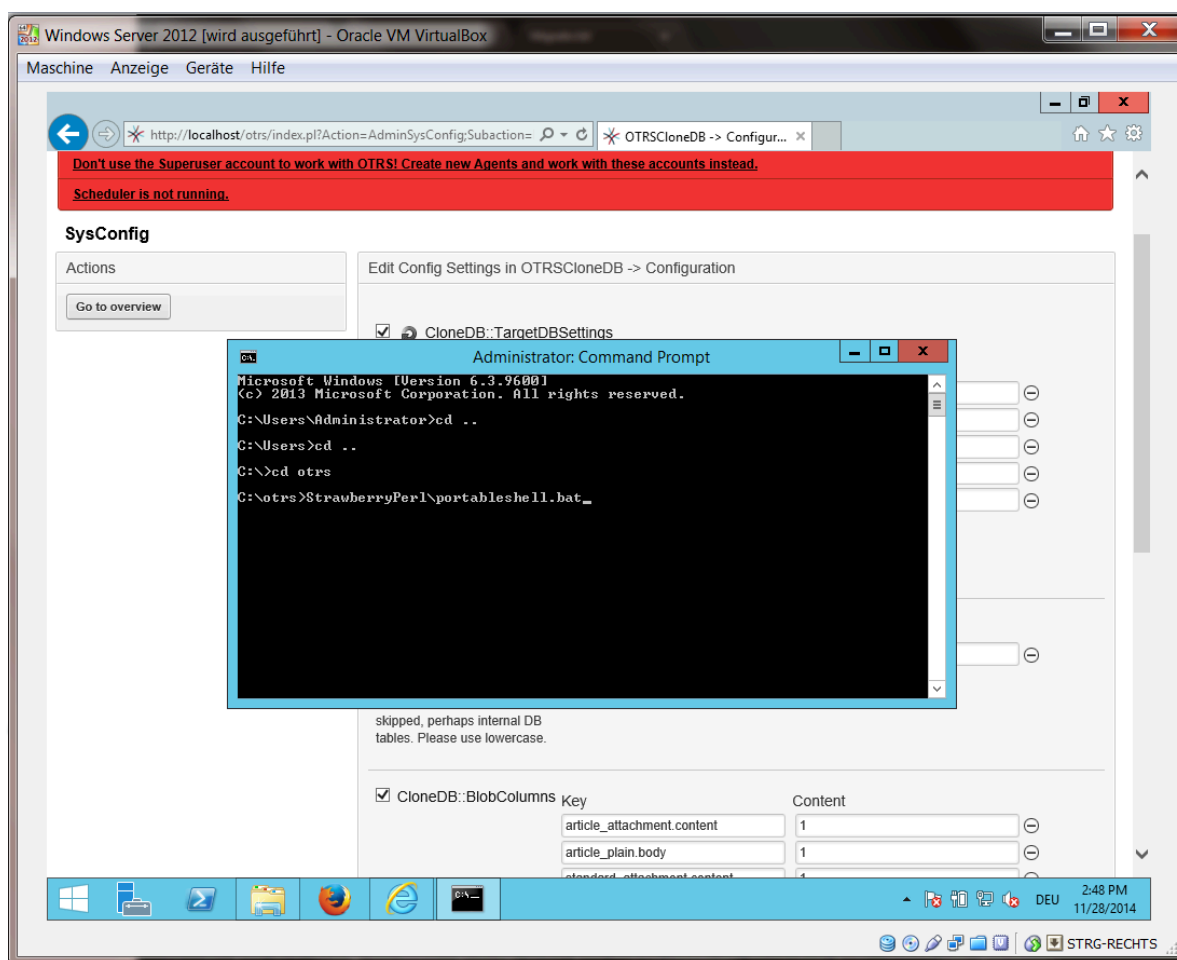 Windows Server 2012 [wird ausgeführt] - Oracle VM VirtualBox
Maschine Anzeige Geräte Hilfe
http://localhost/otrs/index.pl?Action=AdminSysConfig;Subaction=
OTRSCloneDB -> Configur...
Don't use the Superuser account to work with OTRS! Create new Agents and work with these accounts instead.
Scheduler is not running.
SysConfig
Actions
Go to overview
Edit Config Settings in OTRSCloneDB -> Configuration
CloneDB::TargetDBSettings
Administrator: Command Prompt
Microsoft Windows [Version 6.3.9600]
(c) 2013 Microsoft Corporation. All rights reserved.
C:\Users\Administrator>cd ..
C:\Users>cd ..
C:\>cd otrs
C:\otrs>StrawberryPerl\portableshell.bat_
skipped, perhaps internal DB
tables. Please use lowercase.
CloneDB::BlobColumns
Key
Content
article_attachment.content
1
article_plain.body
1
standard_attachment.content
1
DEU
2:48 PM
11/28/2014
STRG-RECHTS